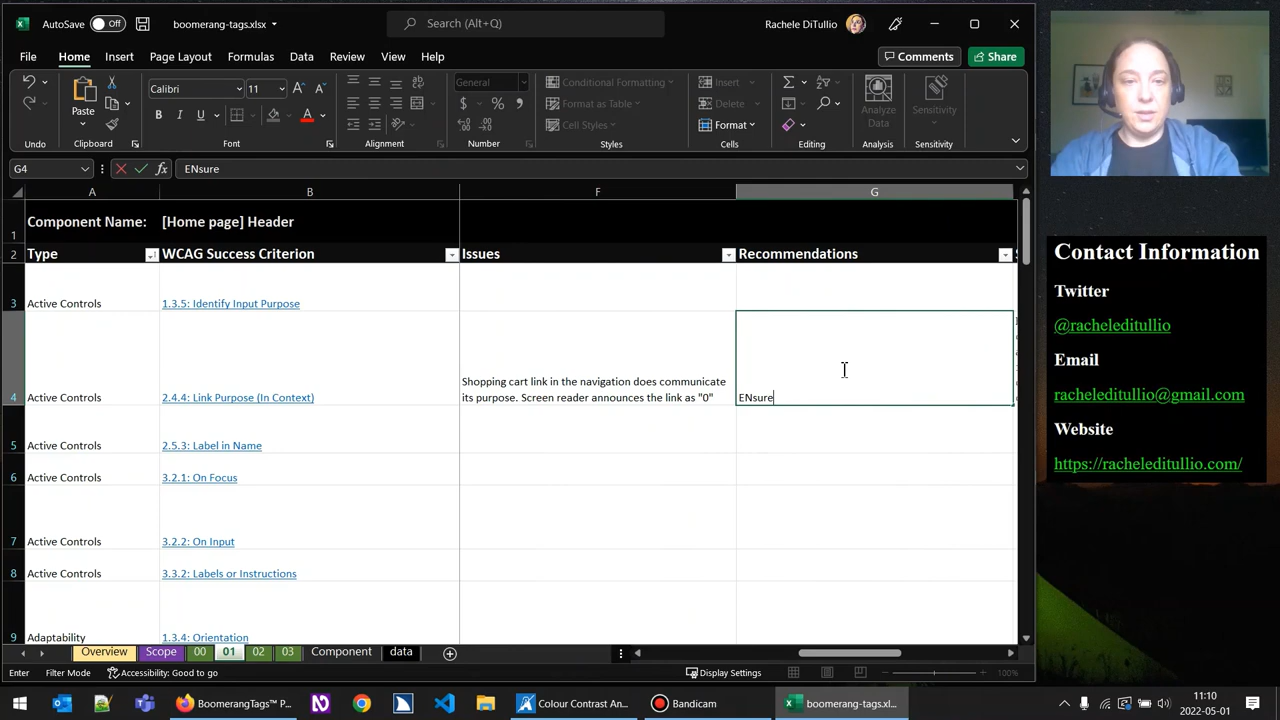 AutoSave Off boomerang-tags.xlsx Search (Alt+Q) Rachele DiTullio
File Home Insert Page Layout Formulas Data Review View Help Comments Share
Paste Calibri 11 General Conditional Formatting Insert
Format as Table Delete
Cell Styles Format Analyze Data Sensitivity
Undo Clipboard Font Alignment Number Styles Cells Editing Analysis Sensitivity
G4 ENsure
A B F G
1 Component Name: [Home page] Header
2 Type WCAG Success Criterion Issues Recommendations
3 Active Controls 1.3.5: Identify Input Purpose
Shopping cart link in the navigation does communicate
4 Active Controls 2.4.4: Link Purpose (In Context) its purpose. Screen reader announces the link as "0" ENsure
5 Active Controls 2.5.3: Label in Name
6 Active Controls 3.2.1: On Focus
7 Active Controls 3.2.2: On Input
8 Active Controls 3.3.2: Labels or Instructions
9 Adaptability 1.3.4: Orientation
Overview Scope 00 01 02 03 Component data
Enter Filter Mode Accessibility: Good to go Display Settings 100%
BoomerangTags™ P... Colour Contrast An... Bandicam boomerang-tags.xl... 11:10
2022-05-01
Contact Information
Twitter
@racheleditullio
Email
racheleditullio@gmail.com
Website
https://racheleditullio.com/